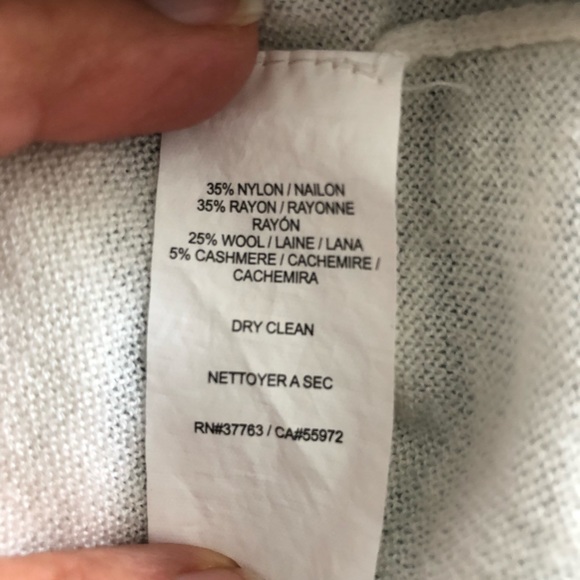 35% NYLON / NAILON
35% RAYON / RAYONNE
RAYÓN
25% WOOL / LAINE / LANA
5% CASHMERE / CACHEMIRE /
CACHEMIRA
DRY CLEAN
NETTOYER A SEC
RN#37763 / CA#55972